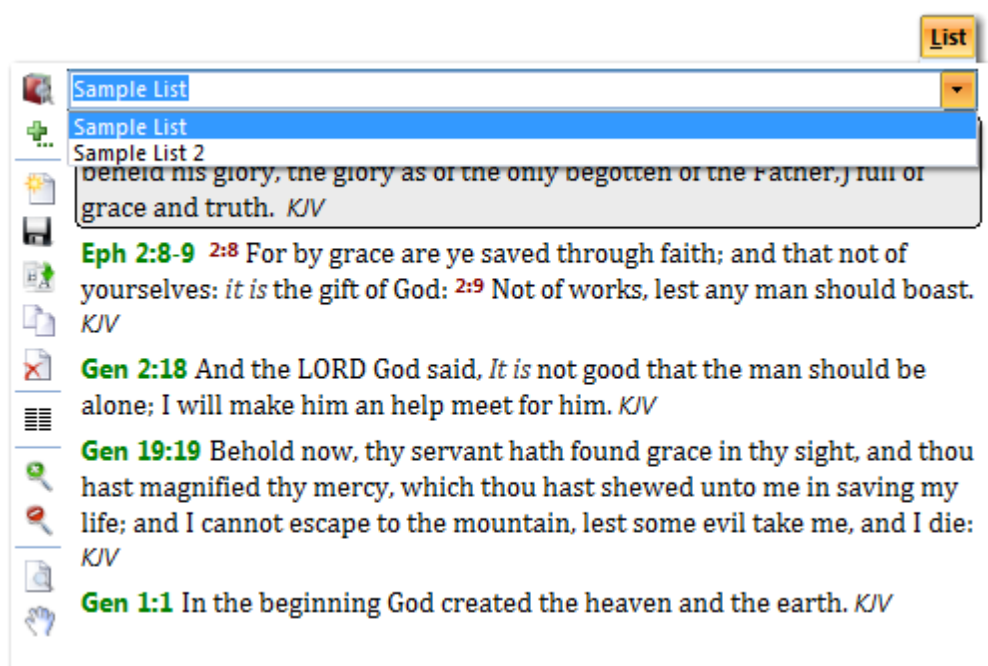 List
Sample List
Sample List
Sample List 2
beheld his glory, the glory as of the only begotten of the Father,) full of
grace and truth. KJV
Eph 2:8-9 2:8 For by grace are ye saved through faith; and that not of
yourselves: it is the gift of God: 2:9 Not of works, lest any man should boast.
KJV
Gen 2:18 And the LORD God said, It is not good that the man should be
alone; I will make him an help meet for him. KJV
Gen 19:19 Behold now, thy servant hath found grace in thy sight, and thou
hast magnified thy mercy, which thou hast shewed unto me in saving my
life; and I cannot escape to the mountain, lest some evil take me, and I die:
KJV
Gen 1:1 In the beginning God created the heaven and the earth. KJV